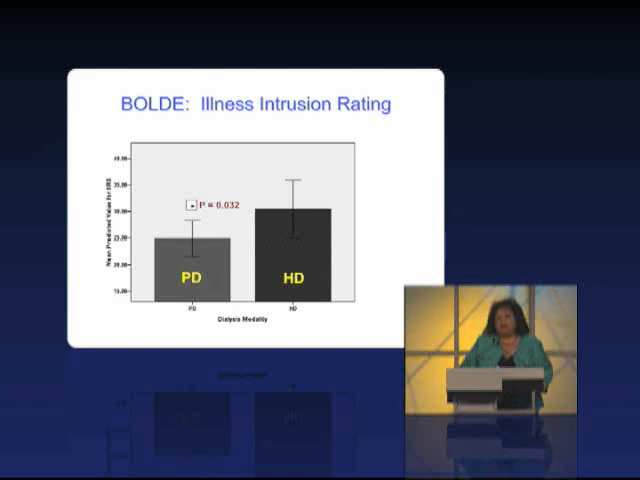 BOLDE: Illness Intrusion Rating
Mean Predicted Value for IIRS
40.00
35.00
30.00
25.00
20.00
15.00
P = 0.032
PD
HD
PD
HD
Dialysis Modality